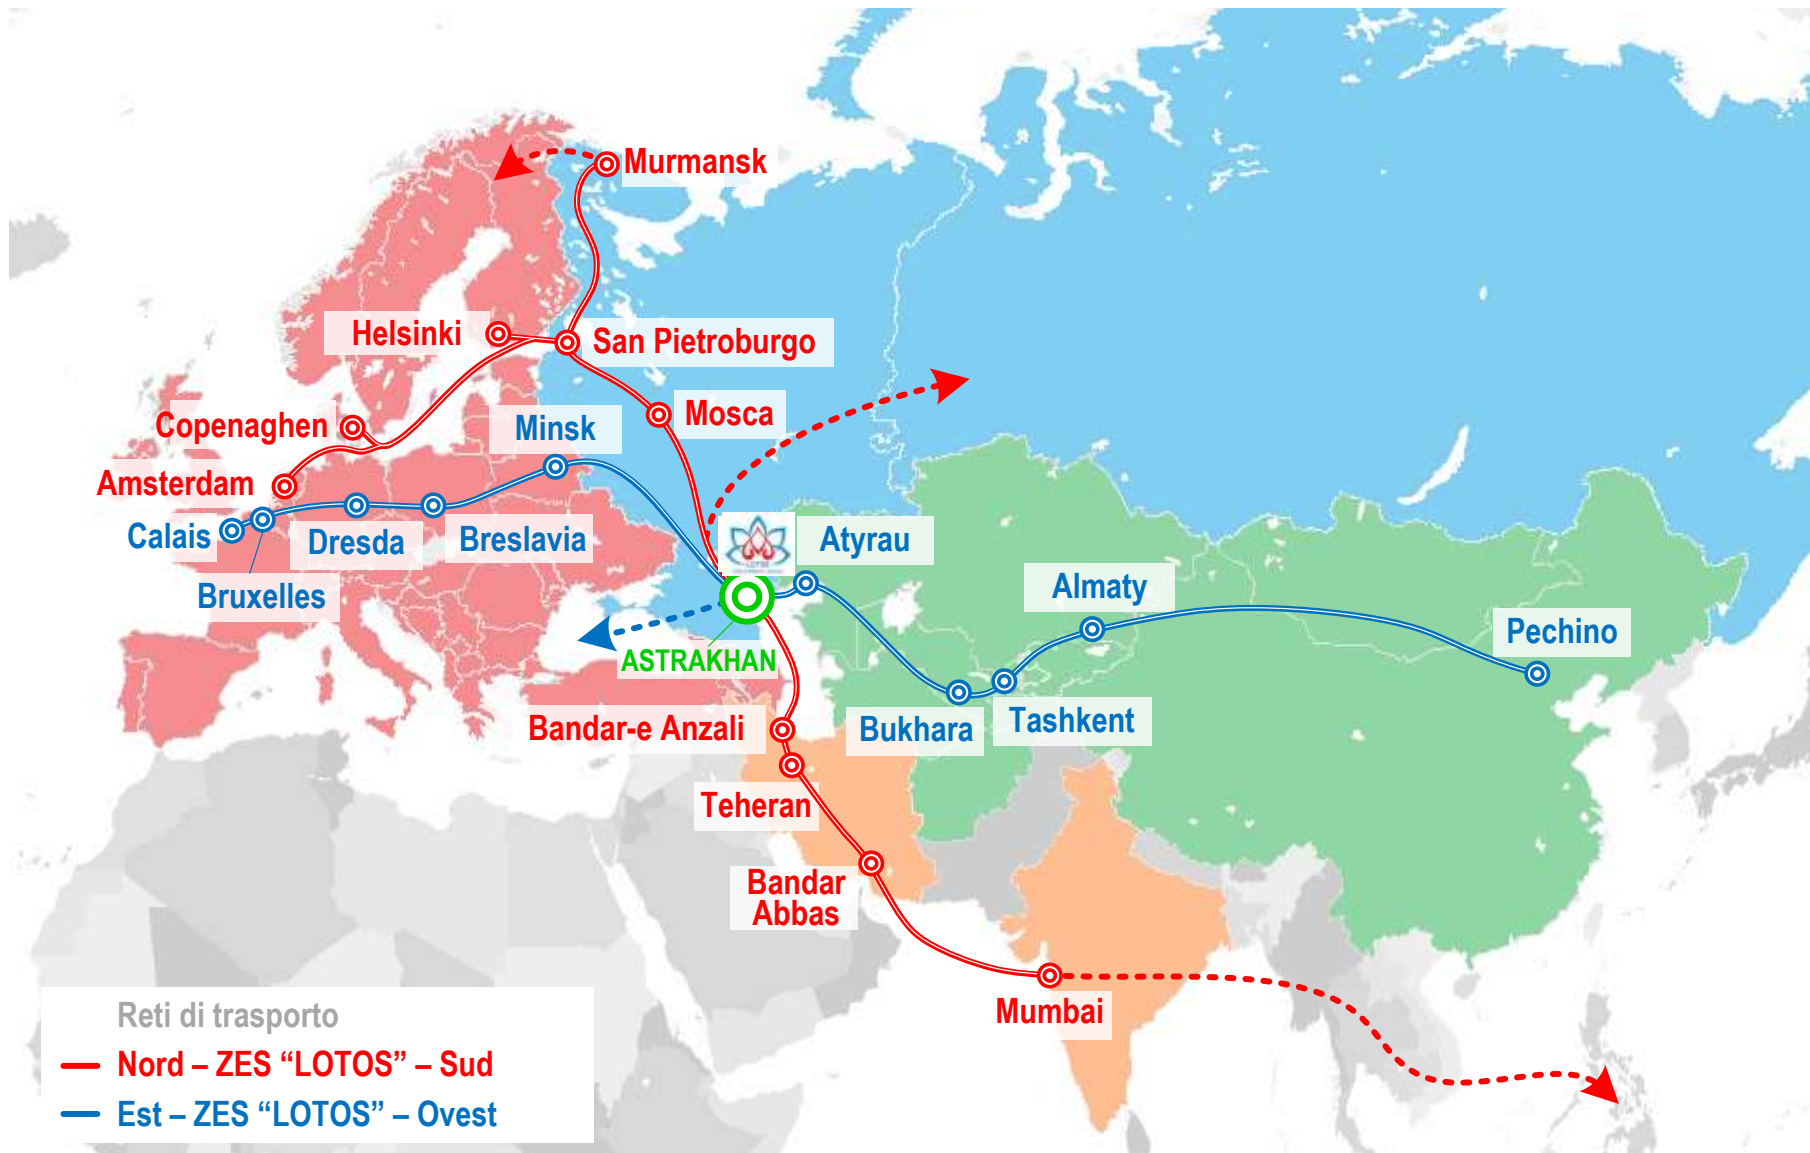 Murmansk
Helsinki
San Pietroburgo
Copenaghen
Mosca
Minsk
Amsterdam
Calais
Dresda
Breslavia
Atyrau
Bruxelles
Almaty
Pechino
ASTRAKHAN
Bandar-e Anzali
Bukhara
Tashkent
Teheran
Bandar
Abbas
Mumbai
Reti di trasporto
Nord – ZES “LOTOS” – Sud
Est – ZES “LOTOS” – Ovest